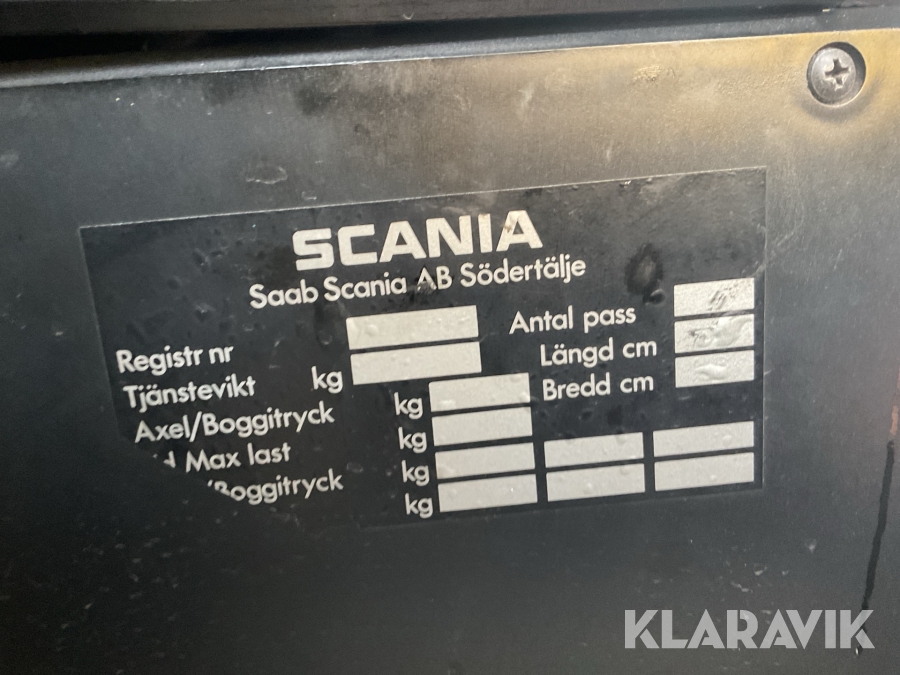 SCANIA
Saab Scania AB Södertälje
Registr nr
Tjänstevikt kg
Axel/Boggitryck kg
Max last kg
Boggitryck kg
kg
Antal pass
Längd cm
Bredd cm
KLARAVIK